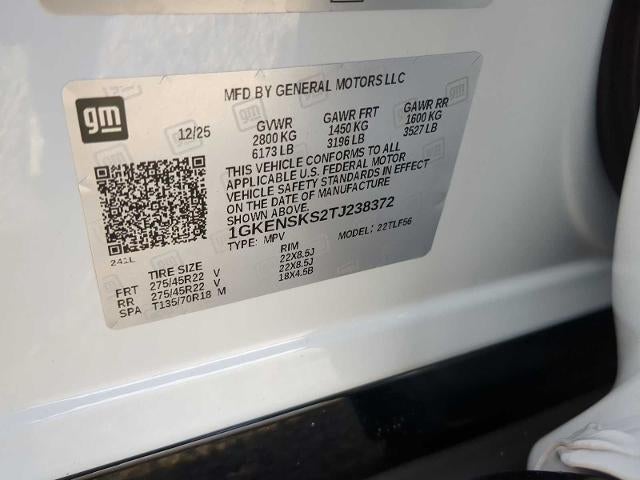 gm
MFD BY GENERAL MOTORS LLC
12/25 GVWR GAWR FRT GAWR RR
2800 KG 1450 KG 1600 KG
6173 LB 3196 LB 3527 LB
THIS VEHICLE CONFORMS TO ALL
APPLICABLE U.S. FEDERAL MOTOR
VEHICLE SAFETY STANDARDS IN EFFECT
ON THE DATE OF MANUFACTURE
SHOWN ABOVE.
1GKENSKS2TJ238372
TYPE: MPV MODEL: 22TLF56
241L
TIRE SIZE RIM
FRT 275/45R22 V 22X8.5J
RR 275/45R22 V 22X8.5J
SPA T135/70R18 M 18X4.5B